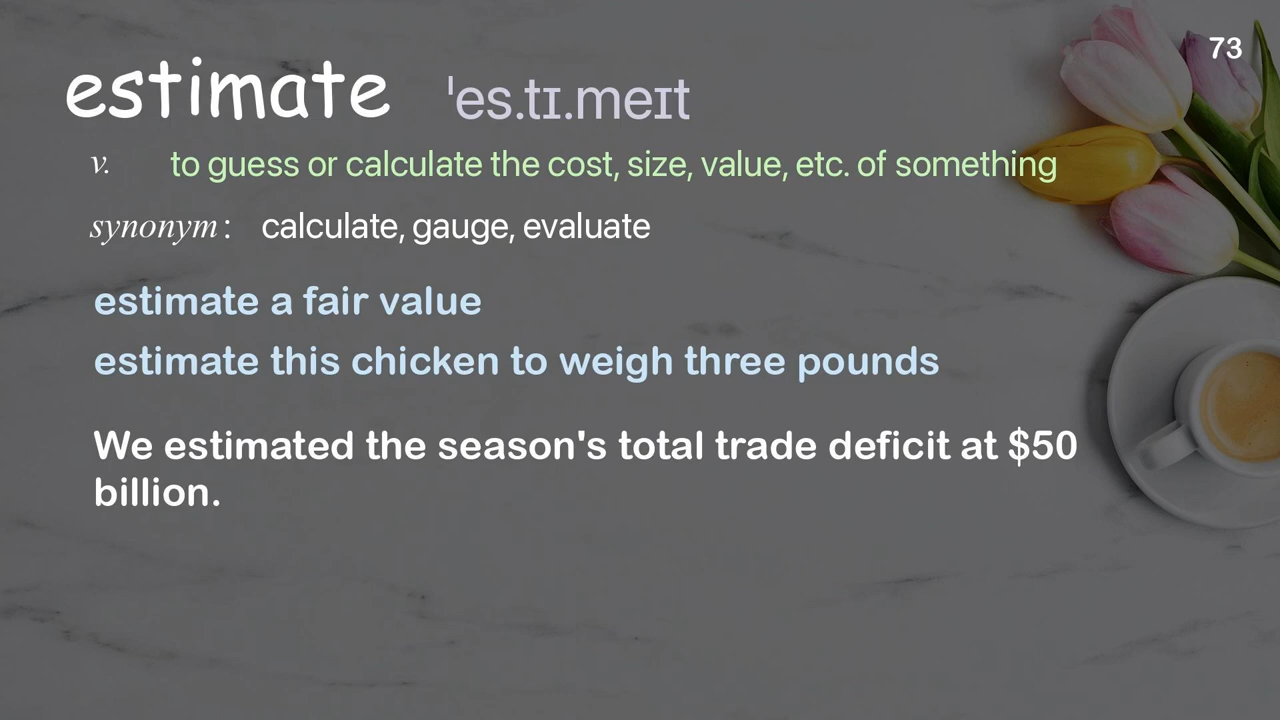 73
estimate ˈes.tɪ.meɪt
v. to guess or calculate the cost, size, value, etc. of something
synonym: calculate, gauge, evaluate
estimate a fair value
estimate this chicken to weigh three pounds
We estimated the season's total trade deficit at $50
billion.